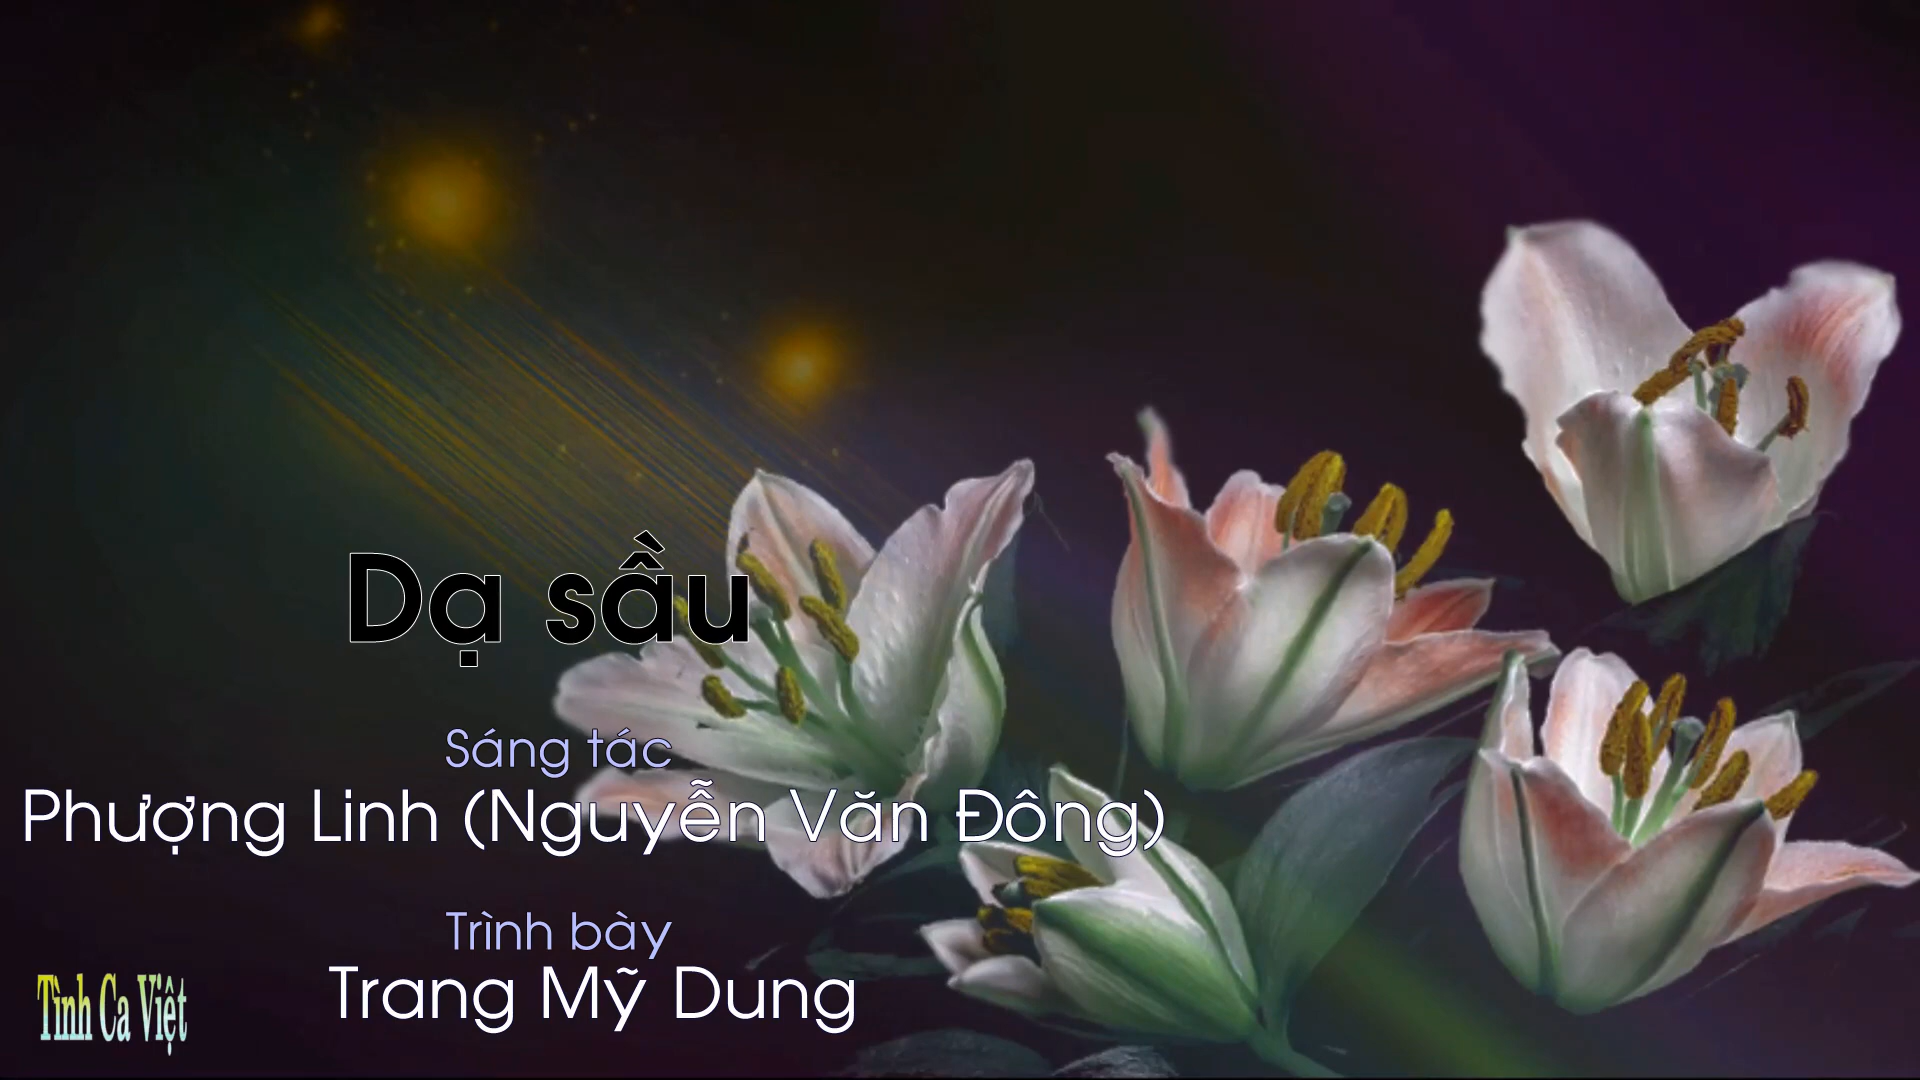 Dạ sầu
Sáng tác
Phượng Linh (Nguyễn Văn Đông)
Trình bày
Trang Mỹ Dung
Tình Ca Việt